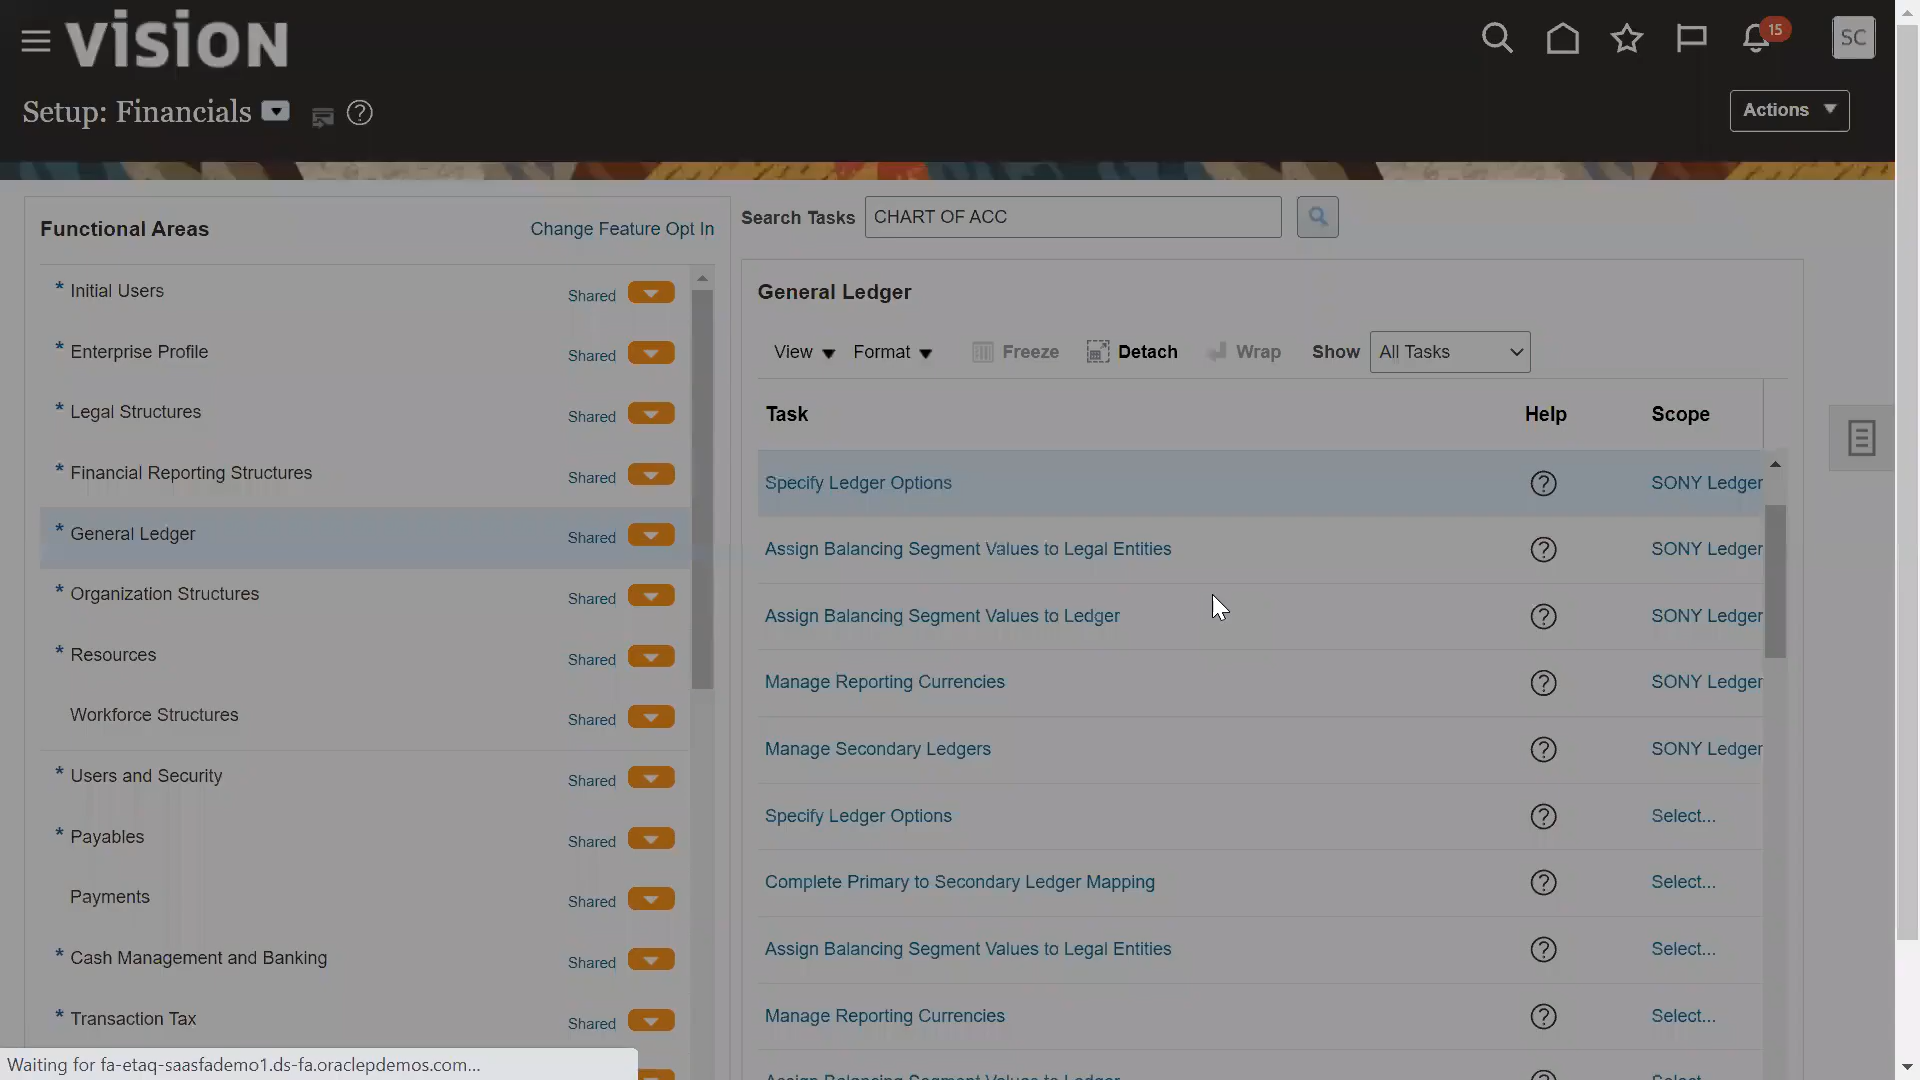 vision
15
SC
Setup: Financials
Actions
Functional Areas
Change Feature Opt In
* Initial Users Shared
* Enterprise Profile Shared
* Legal Structures Shared
* Financial Reporting Structures Shared
* General Ledger Shared
* Organization Structures Shared
* Resources Shared
Workforce Structures Shared
* Users and Security Shared
* Payables Shared
Payments Shared
* Cash Management and Banking Shared
* Transaction Tax Shared
Search Tasks CHART OF ACC
General Ledger
View Format Freeze Detach Wrap Show All Tasks
Task Help Scope
Specify Ledger Options SONY Ledger
Assign Balancing Segment Values to Legal Entities SONY Ledger
Assign Balancing Segment Values to Ledger SONY Ledger
Manage Reporting Currencies SONY Ledger
Manage Secondary Ledgers SONY Ledger
Specify Ledger Options Select...
Complete Primary to Secondary Ledger Mapping Select...
Assign Balancing Segment Values to Legal Entities Select...
Manage Reporting Currencies Select...
Assign Balancing Segment Values to Ledger Select...
Waiting for fa-etaq-saasfademo1.ds-fa.oraclepdemos.com...